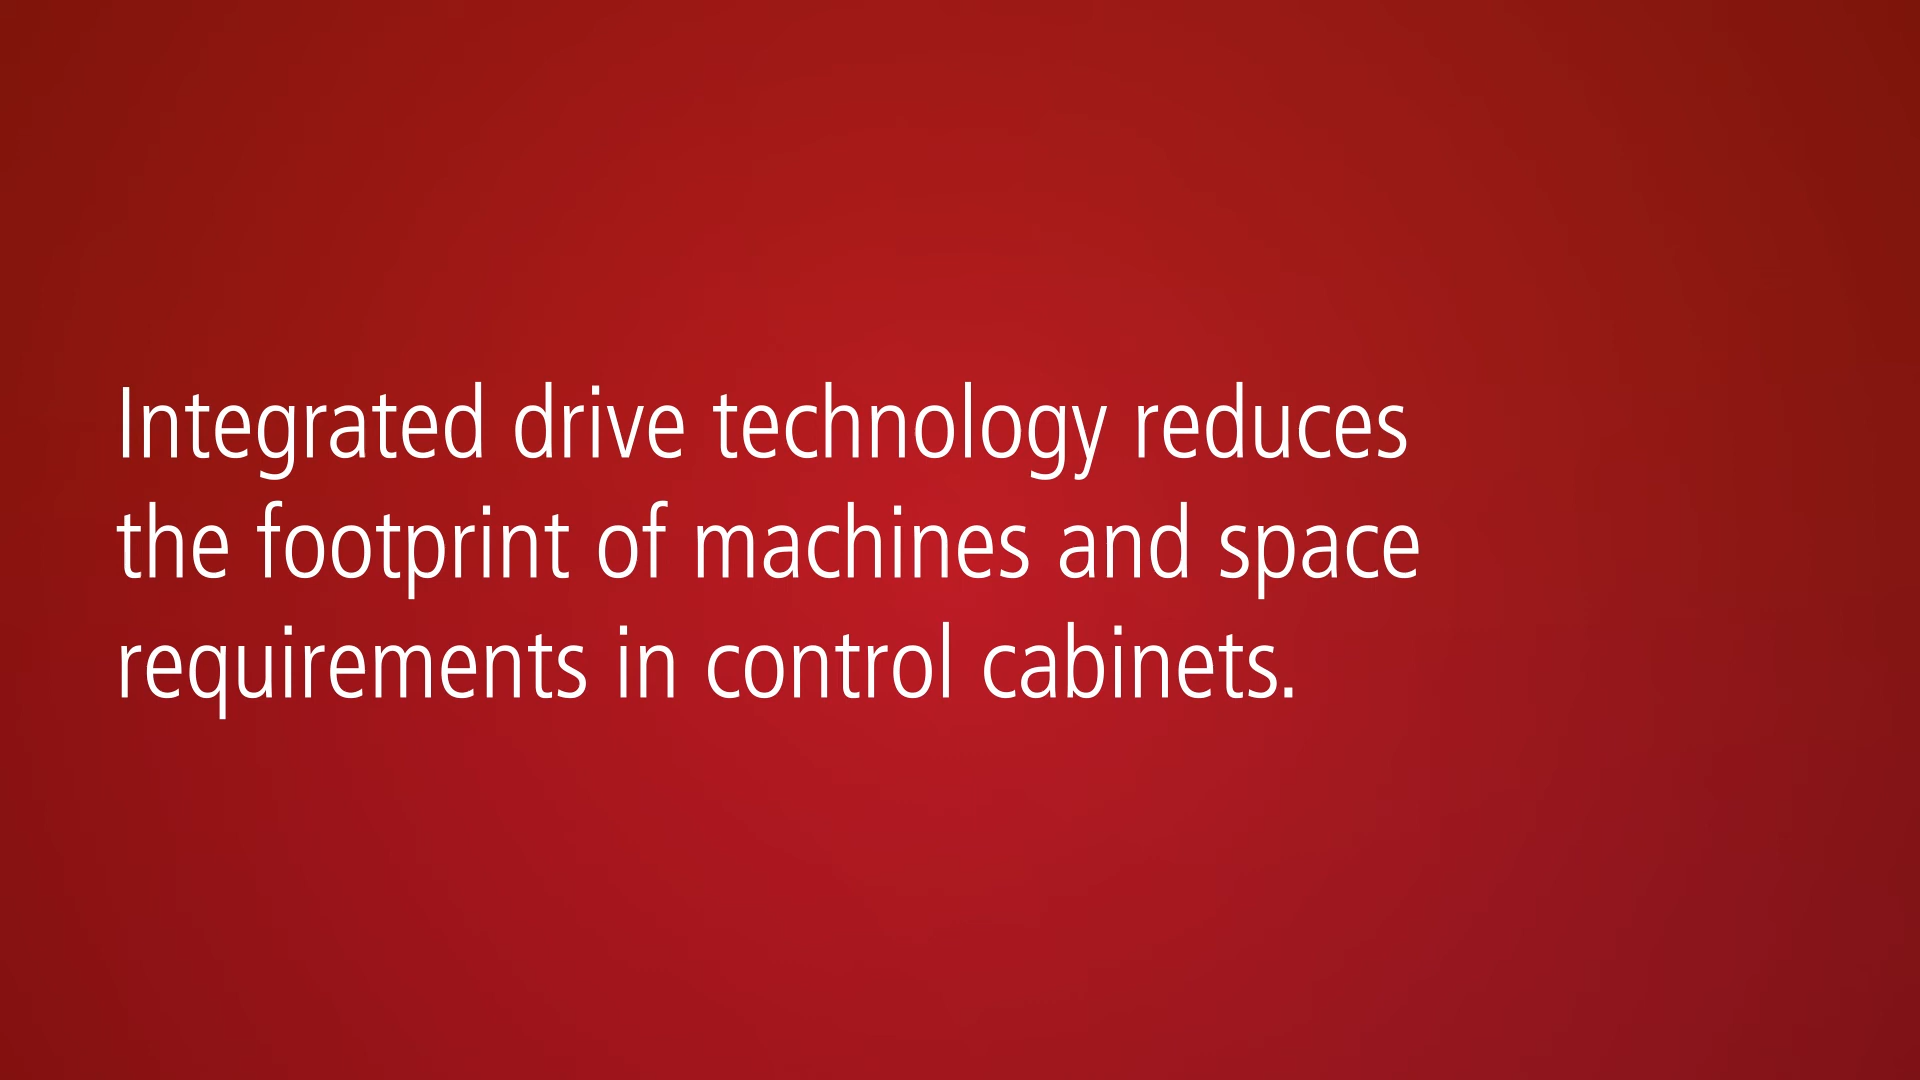 Integrated drive technology reduces
the footprint of machines and space
requirements in control cabinets.